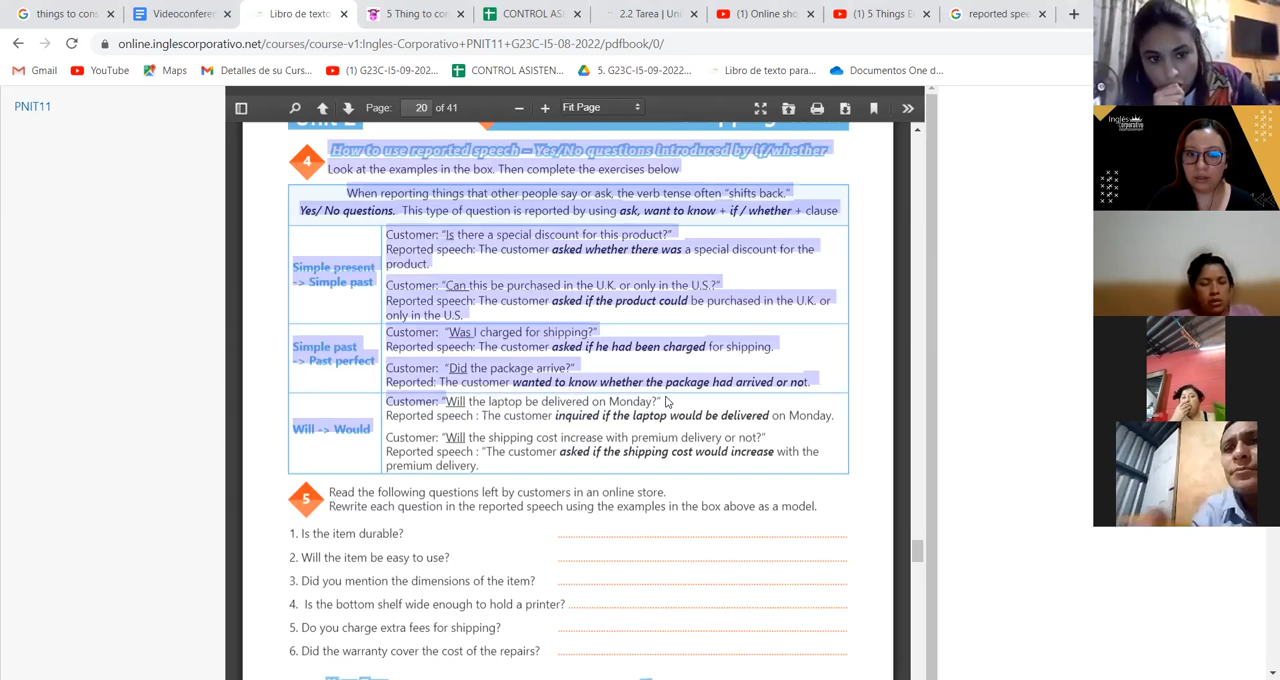 things to cons
Videoconferen
Libro de texto
5 Thing to con
CONTROL ASI
2.2 Tarea | Uni
(1) Online sho
(1) 5 Things Es
reported spee
online.inglescorporativo.net/courses/course-v1:Ingles-Corporativo+PNIT11+G23C-I5-08-2022/pdfbook/0/
Gmail
YouTube
Maps
Detalles de su Curs...
(1) G23C-I5-09-202...
CONTROL ASISTEN...
5. G23C-I5-09-2022...
Libro de texto para...
Documentos One d...
PNIT11
Page: 20 of 41
Fit Page
4
How to use reported speech – Yes/No questions introduced by if/whether
Look at the examples in the box. Then complete the exercises below
When reporting things that other people say or ask, the verb tense often "shifts back."
Yes/ No questions. This type of question is reported by using ask, want to know + if / whether + clause
Simple present
-> Simple past
Customer: "Is there a special discount for this product?"
Reported speech: The customer asked whether there was a special discount for the
product.
Customer: "Can this be purchased in the U.K. or only in the U.S.?"
Reported speech: The customer asked if the product could be purchased in the U.K. or
only in the U.S.
Simple past
-> Past perfect
Customer: "Was I charged for shipping?"
Reported speech: The customer asked if he had been charged for shipping.
Customer: "Did the package arrive?"
Reported: The customer wanted to know whether the package had arrived or not.
Will -> Would
Customer: "Will the laptop be delivered on Monday?"
Reported speech : The customer inquired if the laptop would be delivered on Monday.
Customer: "Will the shipping cost increase with premium delivery or not?"
Reported speech : "The customer asked if the shipping cost would increase with the
premium delivery.
5
Read the following questions left by customers in an online store.
Rewrite each question in the reported speech using the examples in the box above as a model.
1. Is the item durable?
2. Will the item be easy to use?
3. Did you mention the dimensions of the item?
4. Is the bottom shelf wide enough to hold a printer?
5. Do you charge extra fees for shipping?
6. Did the warranty cover the cost of the repairs?
Inglés
Corporativo